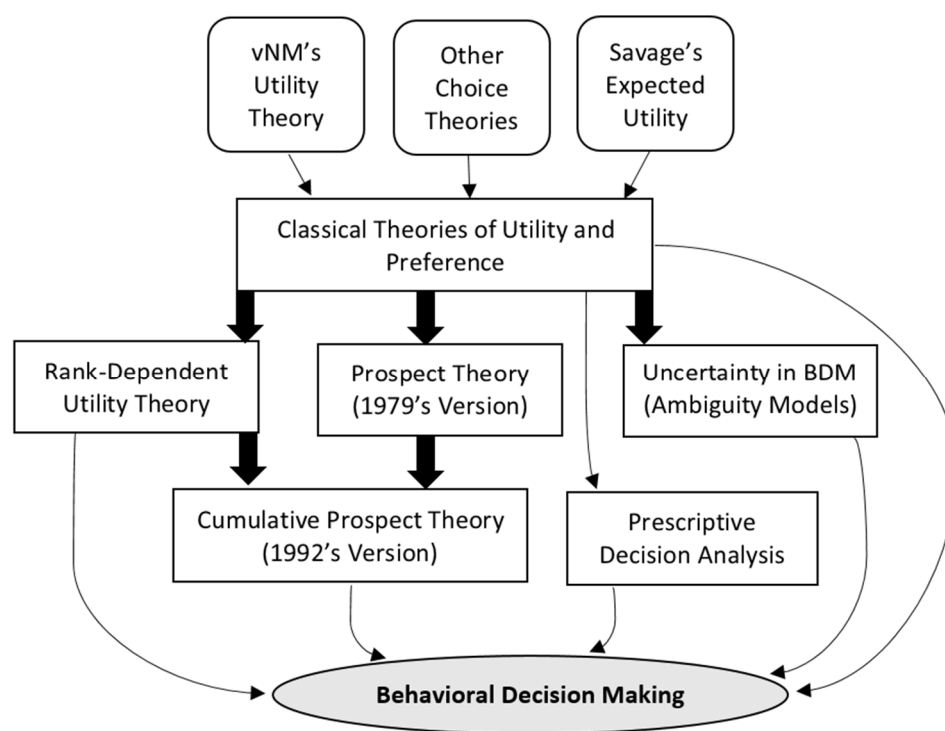 vNM's
Utility
Theory
Other
Choice
Theories
Savage's
Expected
Utility
Classical Theories of Utility and
Preference
Rank-Dependent
Utility Theory
Prospect Theory
(1979's Version)
Uncertainty in BDM
(Ambiguity Models)
Cumulative Prospect Theory
(1992's Version)
Prescriptive
Decision Analysis
Behavioral Decision Making